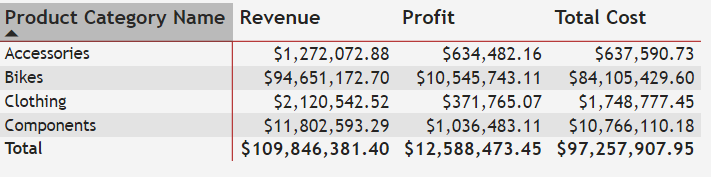 Product Category Name Revenue Profit Total Cost
Accessories $1,272,072.88 $634,482.16 $637,590.73
Bikes $94,651,172.70 $10,545,743.11 $84,105,429.60
Clothing $2,120,542.52 $371,765.07 $1,748,777.45
Components $11,802,593.29 $1,036,483.11 $10,766,110.18
Total $109,846,381.40 $12,588,473.45 $97,257,907.95